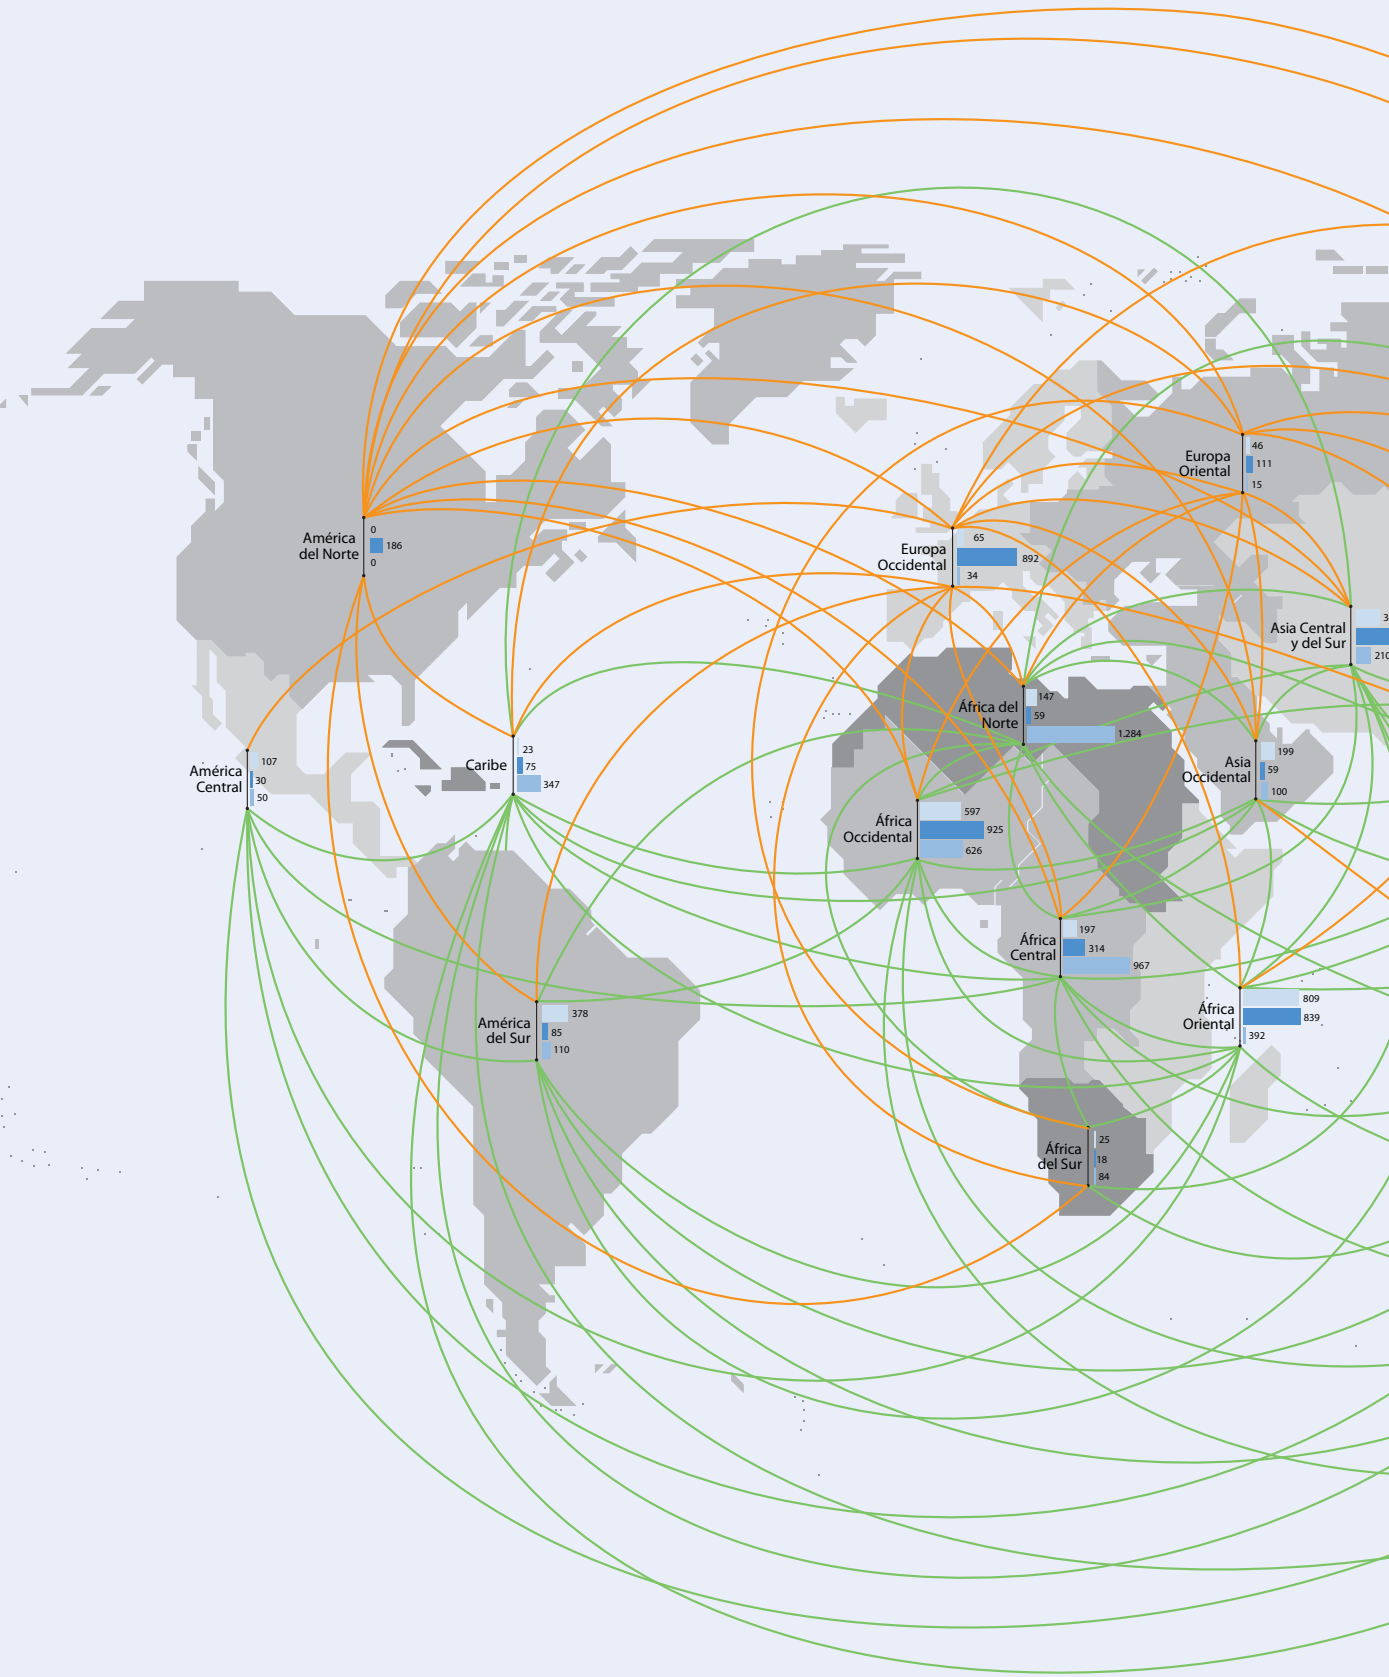 46
Europa
Oriental
111
15
0
América
del Norte
186
0
65
Europa
Occidental
892
34
Asia Central
y del Sur
210
147
África del
Norte
59
1.284
107
América
Central
30
50
23
Caribe
75
347
199
Asia
Occidental
59
100
597
África
Occidental
925
626
197
África
Central
314
967
809
África
Oriental
839
392
378
América
del Sur
85
110
25
África
del Sur
18
84